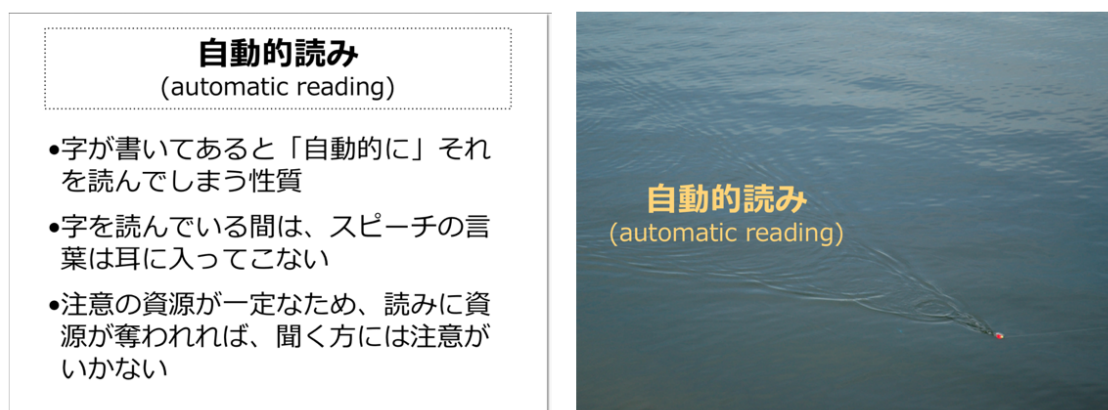 自動的読み
(automatic reading)
•字が書いてあると「自動的に」それ
を読んでしまう性質
•字を読んでいる間は、スピーチの言
葉は耳に入ってこない
•注意の資源が一定なため、読みに資
源が奪われれば、聞く方には注意が
いかない
自動的読み
(automatic reading)